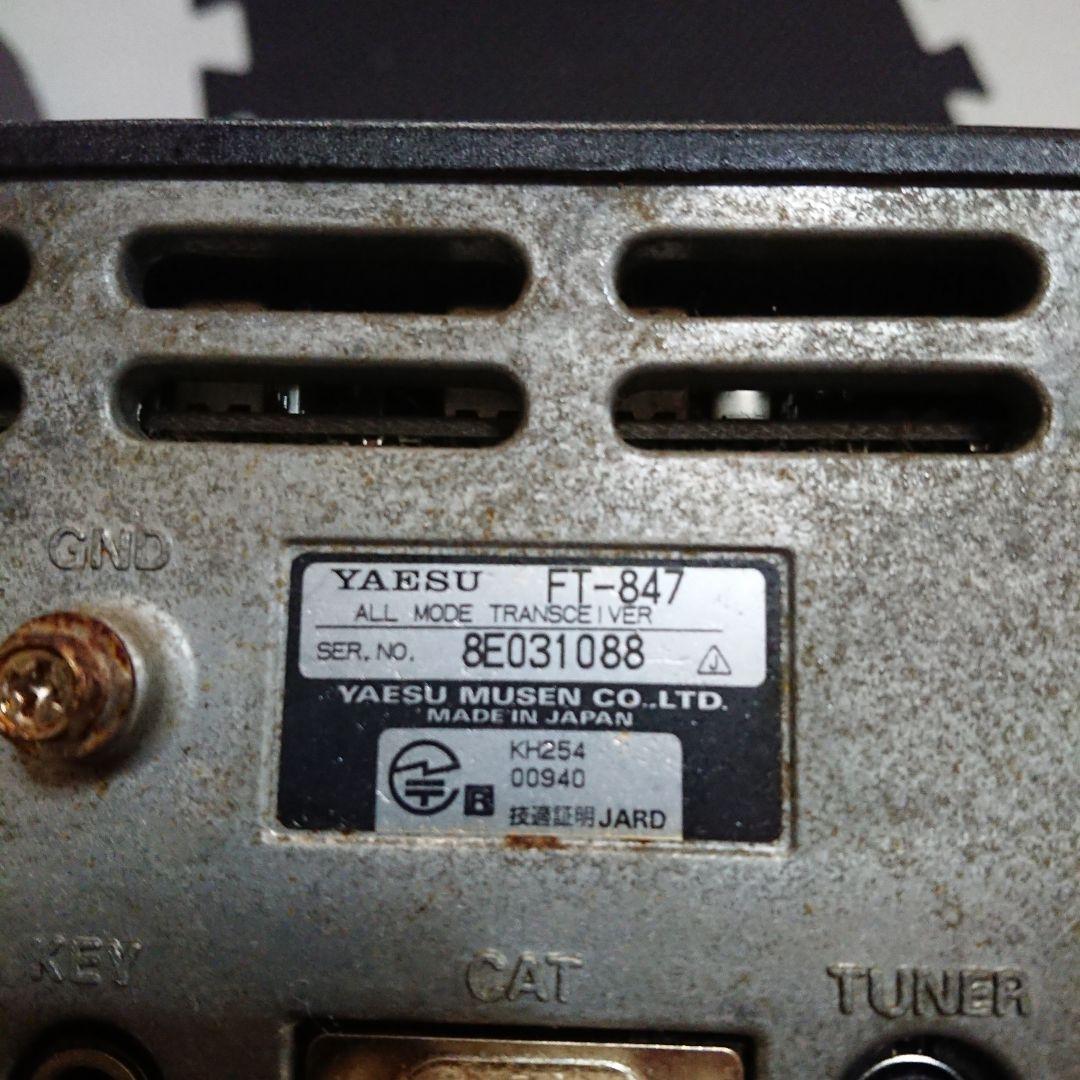 GND
YAESU FT-847
ALL MODE TRANSCEIVER
SER. NO. 8E031088
J
YAESU MUSEN CO.,LTD.
MADE IN JAPAN
KH254
00940
R
技適証明 JARD
KEY
CAT
TUNER